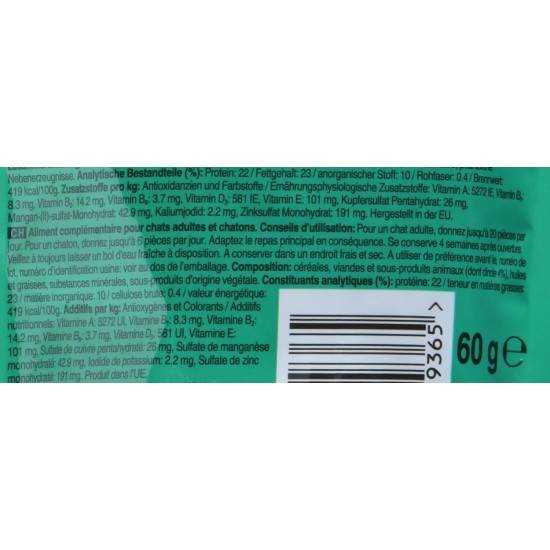 Nebenerzeugnisse. Analytische Bestandteile (%): Protein: 22 / Fettgehalt: 23 / anorganischer Stoff: 10 / Rohfaser: 0.4 / Brennwert:
419 kcal/100g. Zusatzstoffe pro kg: Antioxidanzien und Farbstoffe / Ernährungsphysiologische Zusatzstoffe: Vitamin A: 5272 IE, Vitamin B₁:
8.3 mg, Vitamin B₂: 14.2 mg, Vitamin B₆: 3.7 mg, Vitamin D₃: 581 IE, Vitamin E: 101 mg, Kupfersulfat Pentahydrat: 26 mg,
Mangan-(II)-sulfat-Monohydrat: 42.9 mg, Kaliumjodid: 2.2 mg, Zinksulfat Monohydrat: 191 mg. Hergestellt in der EU.
CH Aliment complémentaire pour chats adultes et chatons. Conseils d'utilisation: Pour un chat adulte, donnez jusqu'à 20 pièces par
jour. Pour un chaton, donnez jusqu'à 6 pièces par jour. Adaptez le repas principal en conséquence. Se conserve 4 semaines après ouverture.
Veillez à toujours laisser un bol d'eau fraîche à disposition. A conserver dans un endroit frais et sec. A utiliser de préférence avant le, numéro de
lot, numéro d'identification usine: voir au dos de l'emballage. Composition: céréales, viandes et sous-produits animaux (dont dinde 4%), huiles
et graisses, substances minérales, sous-produits d'origine végétale. Constituants analytiques (%): protéine: 22 / teneur en matières grasses:
23 / matière inorganique: 10 / cellulose brute: 0.4 / valeur énergétique:
419 kcal/100g. Additifs par kg: Antioxygènes et Colorants / Additifs
nutritionnels: Vitamine A: 5272 UI, Vitamine B₁: 8.3 mg, Vitamine B₂:
14,2 mg, Vitamine B₆: 3.7 mg, Vitamine D₃: 581 UI, Vitamine E:
101 mg, Sulfate de cuivre pentahydraté: 26 mg, Sulfate de manganèse
monohydraté: 42.9 mg, Iodide de potassium: 2.2 mg, Sulfate de zinc
monohydraté: 191 mg. Produit dans l'UE.
9365 >
60 g e